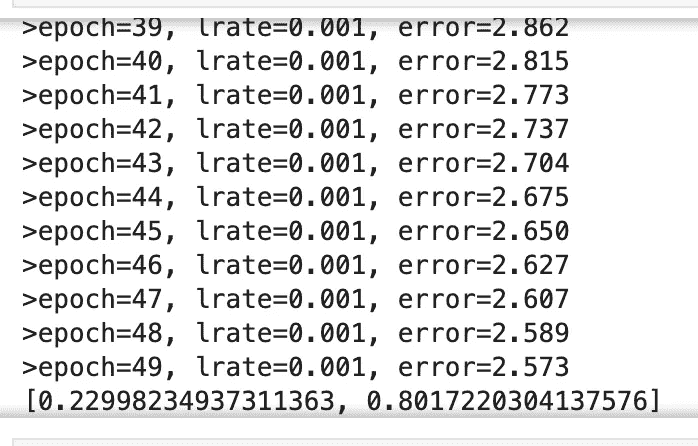 >epoch=39, lrate=0.001, error=2.862
>epoch=40, lrate=0.001, error=2.815
>epoch=41, lrate=0.001, error=2.773
>epoch=42, lrate=0.001, error=2.737
>epoch=43, lrate=0.001, error=2.704
>epoch=44, lrate=0.001, error=2.675
>epoch=45, lrate=0.001, error=2.650
>epoch=46, lrate=0.001, error=2.627
>epoch=47, lrate=0.001, error=2.607
>epoch=48, lrate=0.001, error=2.589
>epoch=49, lrate=0.001, error=2.573
[0.22998234937311363, 0.8017220304137576]